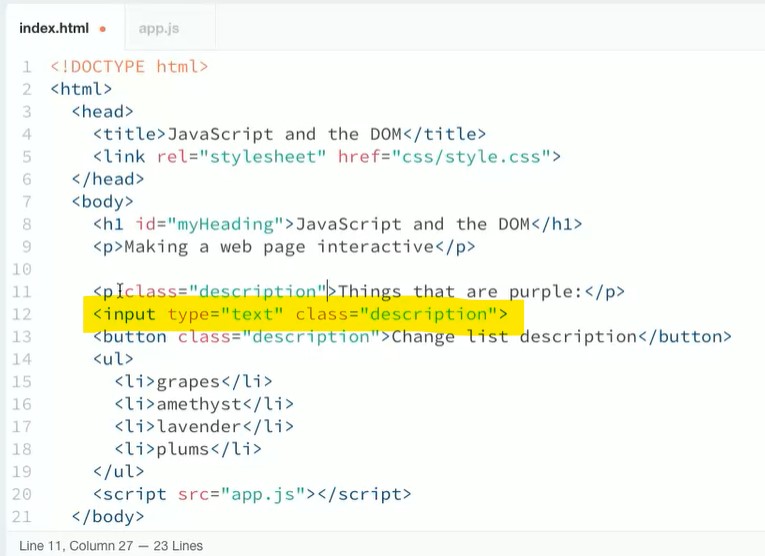 index.html app.js
1 <!DOCTYPE html>
2 <html>
3 <head>
4 <title>JavaScript and the DOM</title>
5 <link rel="stylesheet" href="css/style.css">
6 </head>
7 <body>
8 <h1 id="myHeading">JavaScript and the DOM</h1>
9 <p>Making a web page interactive</p>
10
11 <p class="description">Things that are purple:</p>
12 <input type="text" class="description">
13 <button class="description">Change list description</button>
14 <ul>
15 <li>grapes</li>
16 <li>amethyst</li>
17 <li>lavender</li>
18 <li>plums</li>
19 </ul>
20 <script src="app.js"></script>
21 </body>
Line 11, Column 27 — 23 Lines